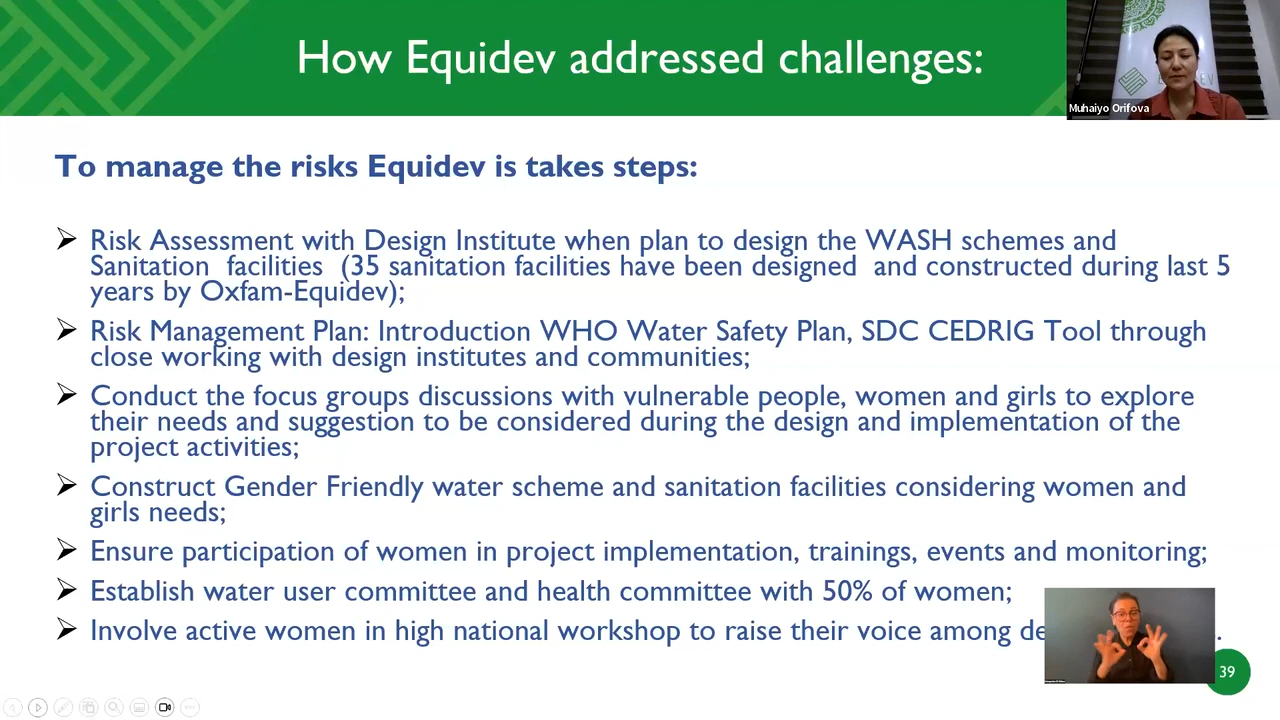 How Equidev addressed challenges:
Muhaiyo Orifova
To manage the risks Equidev is takes steps:
Risk Assessment with Design Institute when plan to design the WASH schemes and
Sanitation facilities (35 sanitation facilities have been designed and constructed during last 5
years by Oxfam-Equidev);
Risk Management Plan: Introduction WHO Water Safety Plan, SDC CEDRIG Tool through
close working with design institutes and communities;
Conduct the focus groups discussions with vulnerable people, women and girls to explore
their needs and suggestion to be considered during the design and implementation of the
project activities;
Construct Gender Friendly water scheme and sanitation facilities considering women and
girls needs;
Ensure participation of women in project implementation, trainings, events and monitoring;
Establish water user committee and health committee with 50% of women;
Involve active women in high national workshop to raise their voice among
39